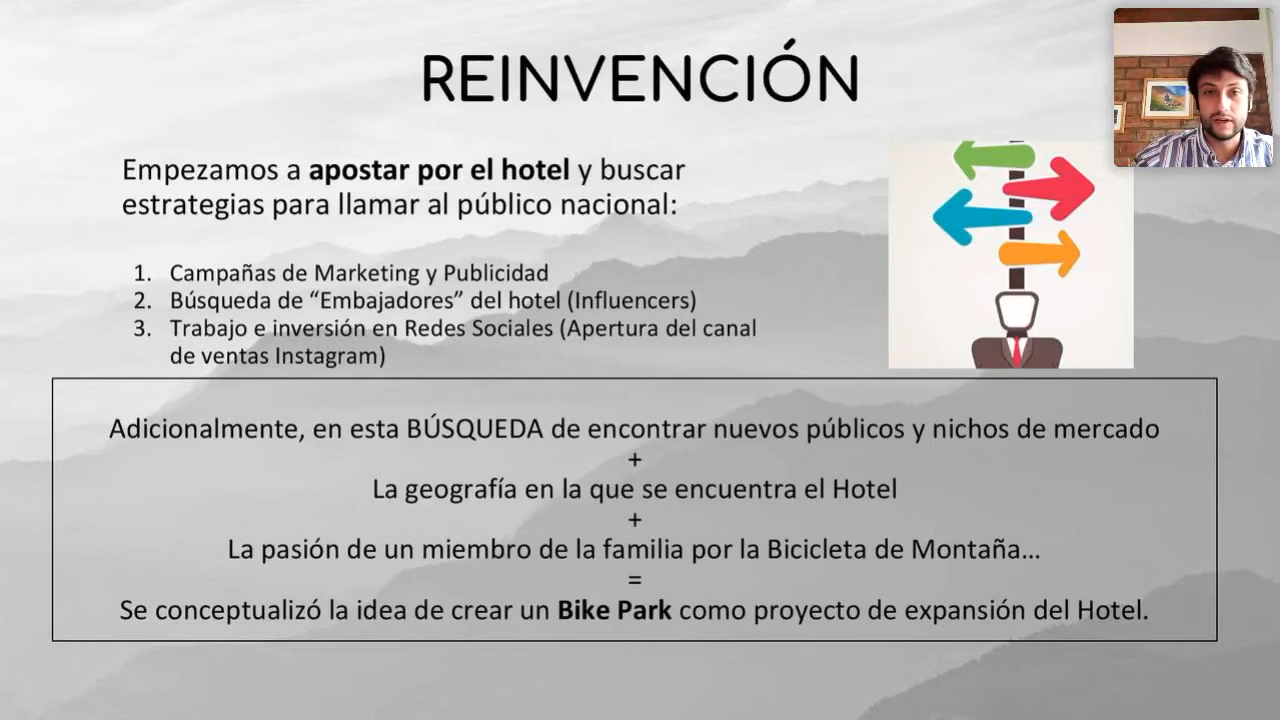 REINVENCIÓN
Empezamos a apostar por el hotel y buscar
estrategias para llamar al público nacional:
1. Campañas de Marketing y Publicidad
2. Búsqueda de “Embajadores” del hotel (Influencers)
3. Trabajo e inversión en Redes Sociales (Apertura del canal
de ventas Instagram)
Adicionalmente, en esta BÚSQUEDA de encontrar nuevos públicos y nichos de mercado
+
La geografía en la que se encuentra el Hotel
+
La pasión de un miembro de la familia por la Bicicleta de Montaña…
=
Se conceptualizó la idea de crear un Bike Park como proyecto de expansión del Hotel.